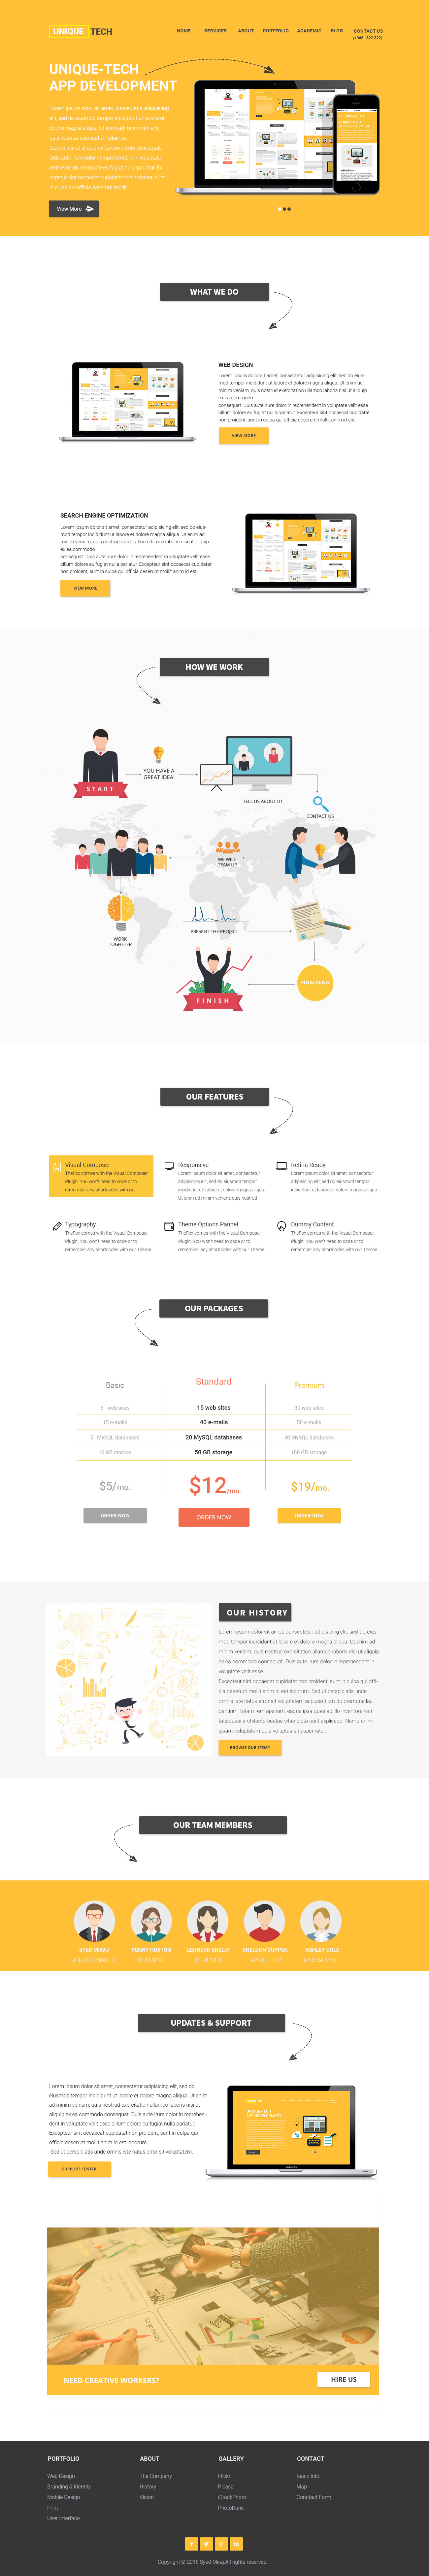 UNIQUE TECH
HOME SERVICES ABOUT PORTFOLIO ACADEMIC BLOG CONTACT US
UNIQUE-TECH
APP DEVELOPMENT
Lorem ipsum dolor sit amet, consectetur adipisicing
elit, sed do eiusmod tempor incididunt ut labore et
dolore magna aliqua. Ut enim ad minim veniam,
quis nostrud exercitation ullamco
laboris nisi ut aliquip ex ea commodo consequat.
Duis aute irure dolor in reprehenderit in voluptate
velit esse cillum dolore eu fugiat nulla pariatur. Ex-
cepteur sint occaecat cupidatat non proident, sunt
in culpa qui officia deserunt mollit.
View More
WHAT WE DO
WEB DESIGN
Lorem ipsum dolor sit amet, consectetur adipisicing elit, sed do eius-
mod tempor incididunt ut labore et dolore magna aliqua. Ut enim ad
minim veniam, quis nostrud exercitation ullamco laboris nisi ut aliquip
ex ea commodo
consequat. Duis aute irure dolor in reprehenderit in voluptate velit esse
cillum dolore eu fugiat nulla pariatur. Excepteur sint occaecat cupidatat
non proident, sunt in culpa qui officia deserunt mollit anim id est.
VIEW MORE
SEARCH ENGINE OPTIMIZATION
Lorem ipsum dolor sit amet, consectetur adipisicing elit, sed do eius-
mod tempor incididunt ut labore et dolore magna aliqua. Ut enim ad
minim veniam, quis nostrud exercitation ullamco laboris nisi ut aliquip
ex ea commodo
consequat. Duis aute irure dolor in reprehenderit in voluptate velit esse
cillum dolore eu fugiat nulla pariatur. Excepteur sint occaecat cupidatat
non proident, sunt in culpa qui officia deserunt mollit anim id est.
VIEW MORE
HOW WE WORK
START
YOU HAVE A
GREAT IDEA!
TELL US ABOUT IT!
CONTACT US
WE WILL
TEAM UP
WORK
TOGHETER
PRESENT THE PROJECT
FINALISING
FINISH
OUR FEATURES
Visual Composer
TheFox comes with the Visual Composer
Plugin. You won't need to code or to
remember any shortcodes with our.
Responsive
Lorem ipsum dolor sit amet, consectetur
adipisicing elit, sed do eiusmod tempor
incididunt ut labore et dolore magna aliqua.
Ut enim ad minim veniam, quis nostrud
Retina Ready
Lorem ipsum dolor sit amet, consectetur
adipisicing elit, sed do eiusmod tempor
incididunt ut labore et dolore magna aliqua.
Typography
TheFox comes with the Visual Composer
Plugin. You won't need to code or to
remember any shortcodes with our Theme.
Theme Options Pannel
TheFox comes with the Visual Composer
Plugin. You won't need to code or to
remember any shortcodes with our Theme.
Dummy Content
TheFox comes with the Visual Composer
Plugin. You won't need to code or to
remember any shortcodes with our Theme.
OUR PACKAGES
Basic Standard Premium
5 web sites 15 web sites 30 web sites
15 e-mails 40 e-mails 50 e-mails
5 MySQL databases 20 MySQL databases 40 MySQL databases
10 GB storage 50 GB storage 100 GB storage
$5/mo. $12/mo. $19/mo.
ORDER NOW ORDER NOW ORDER NOW
OUR HISTORY
Lorem ipsum dolor sit amet, consectetur adipisicing elit, sed do eius-
mod tempor incididunt ut labore et dolore magna aliqua. Ut enim ad
minim veniam, quis nostrud exercitation ullamco laboris nisi ut aliquip
ex ea commodo consequat. Duis aute irure dolor in reprehenderit in
voluptate velit esse
Excepteur sint occaecat cupidatat non proident, sunt in culpa qui offi-
cia deserunt mollit anim id est laborum. Sed ut perspiciatis unde
omnis iste natus error sit voluptatem accusantium doloremque lau-
dantium, totam rem aperiam, eaque ipsa quae ab illo inventore veri-
tatis et quasi architecto beatae vitae dicta sunt explicabo. Nemo enim
ipsam voluptatem quia voluptas sit aspernatur.
BROWSE OUR STORY
OUR TEAM MEMBERS
SYED MIRAJ PENNY HUSTON LENNERD SHELLY SHELDON CUPPER ASHLEY COLE
UPDATES & SUPPORT
Lorem ipsum dolor sit amet, consectetur adipisicing elit, sed do
eiusmod tempor incididunt ut labore et dolore magna aliqua. Ut en-
im ad minim veniam, quis nostrud exercitation ullamco laboris nisi
ut aliquip ex ea commodo consequat. Duis aute irure dolor in reprehen-
derit in voluptate velit esse cillum dolore eu fugiat nulla pariatur.
Excepteur sint occaecat cupidatat non proident, sunt in culpa qui
officia deserunt mollit anim id est laborum.
Sed ut perspiciatis unde omnis iste natus error sit voluptatem.
SUPPORT CENTER
UNIQUE TECH
APP DEVELOPMENT
NEED CREATIVE WORKERS?
HIRE US
PORTFOLIO ABOUT GALLERY CONTACT
Web Design The Company Flickr Basic Info
Branding & Identity History Picasa Map
Mobile Design Vision iStockPhoto Conctact Form
Print PhotoDune
User Interface
Copyright © 2015 Syed Miraj All rights reserved.